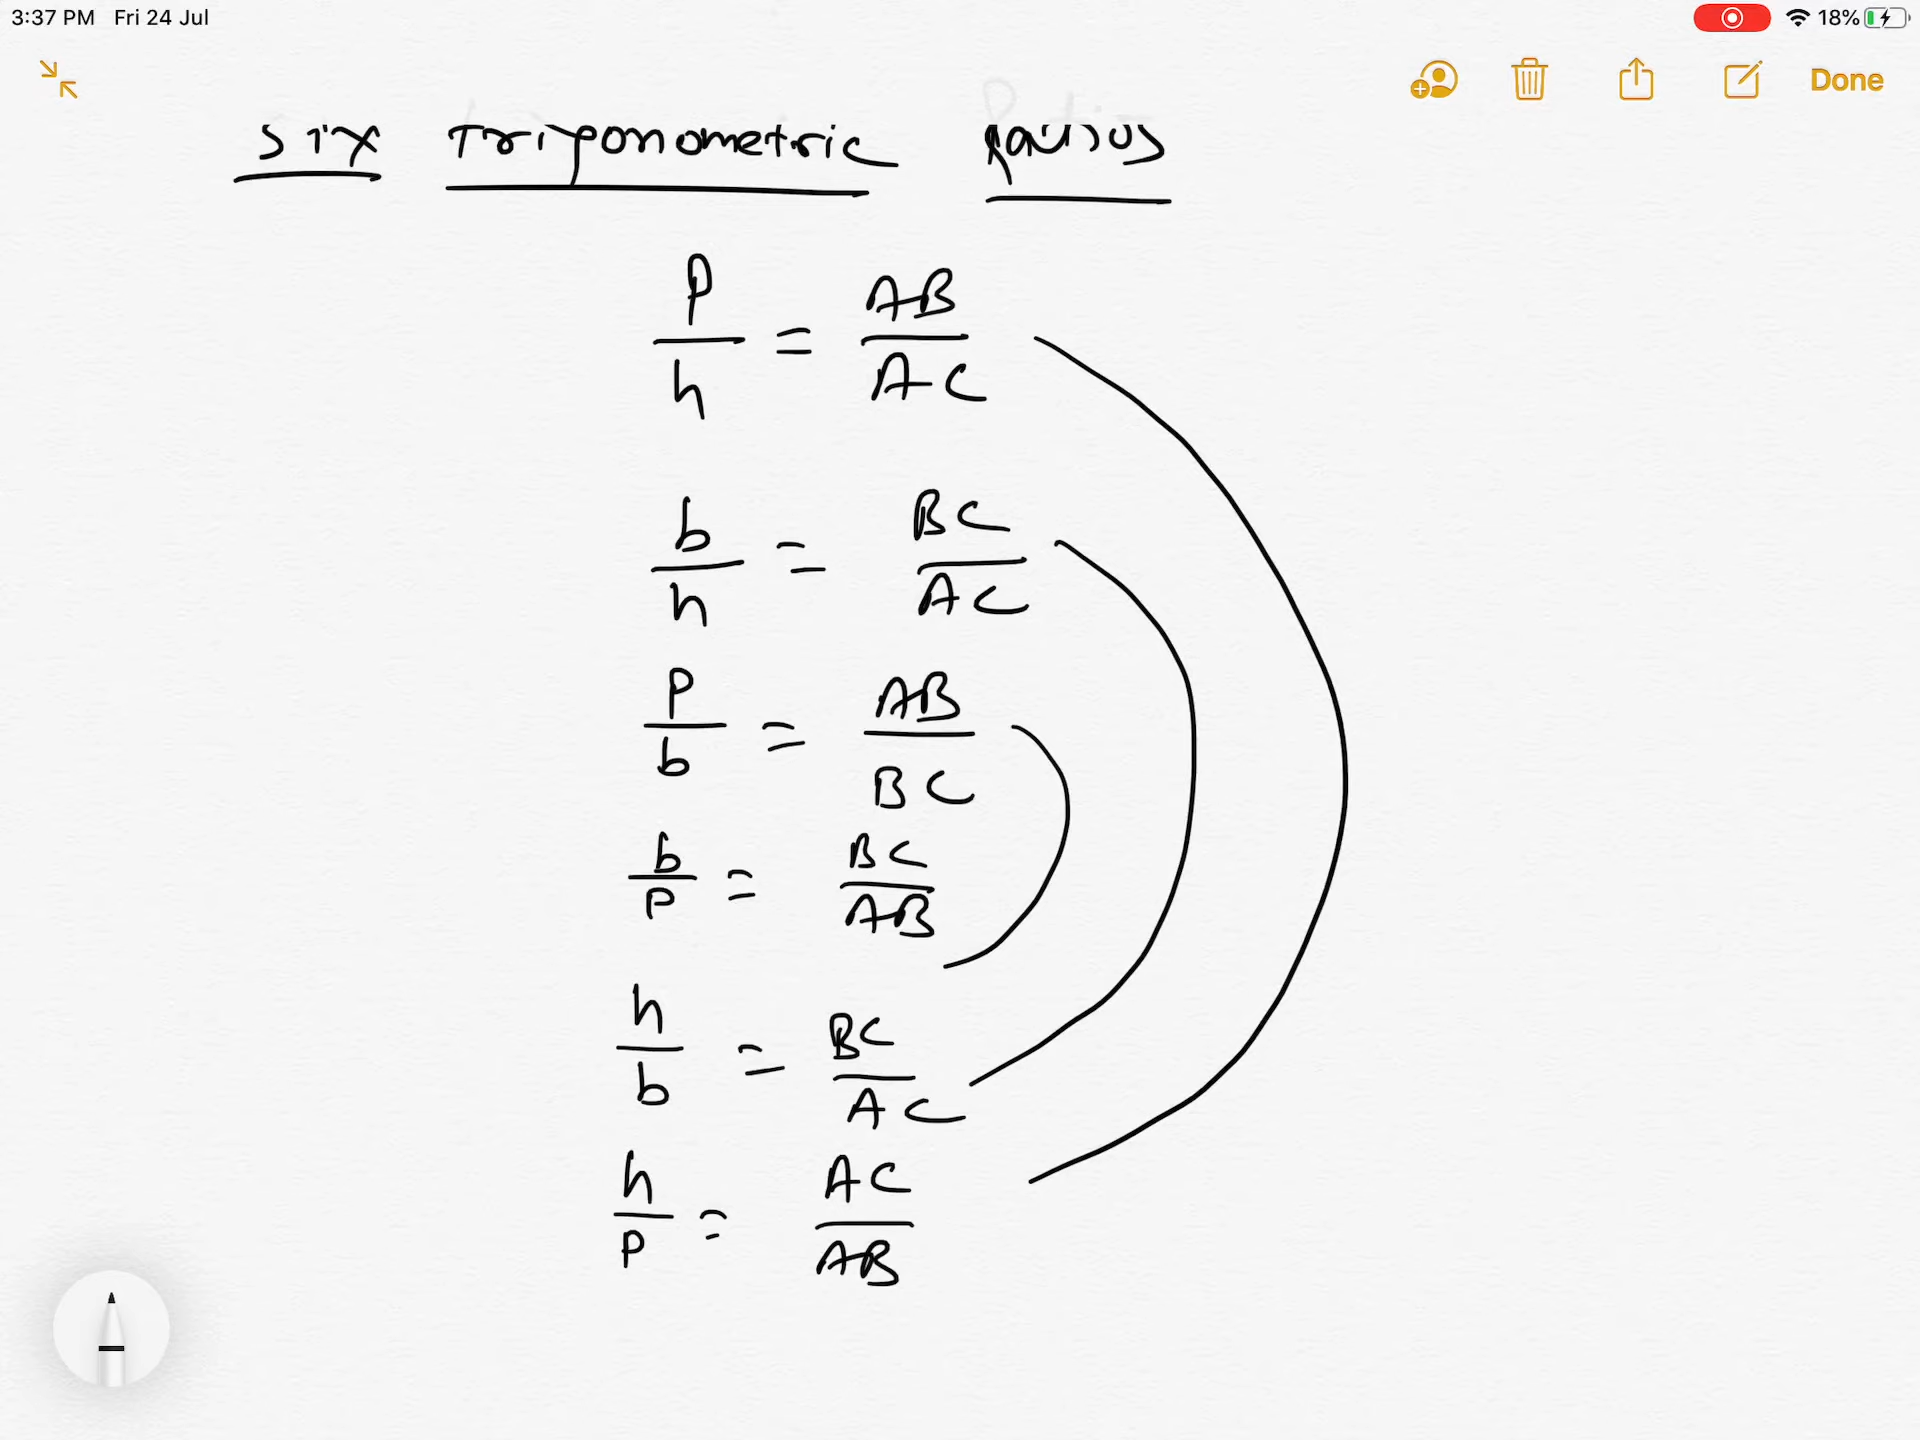 3:37 PM Fri 24 Jul 18%
Done
Six Trigonometric Ratios
P/h = AB/AC
b/h = BC/AC
P/b = AB/BC
b/P = BC/AB
h/b = BC/AC
h/P = AC/AB